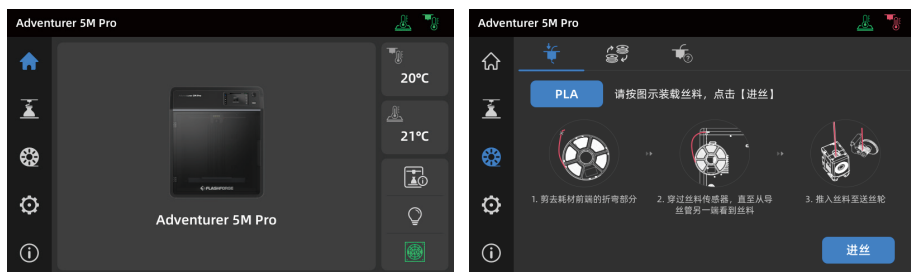 Adventurer 5M Pro
20℃
21℃
FLASHFORGE
Adventurer 5M Pro
Adventurer 5M Pro
PLA
请按图示装载丝料，点击【进丝】
1. 剪去耗材前端的折弯部分
2. 穿过丝料传感器，直至从导
丝管另一端看到丝料
3. 推入丝料至送丝轮
进丝